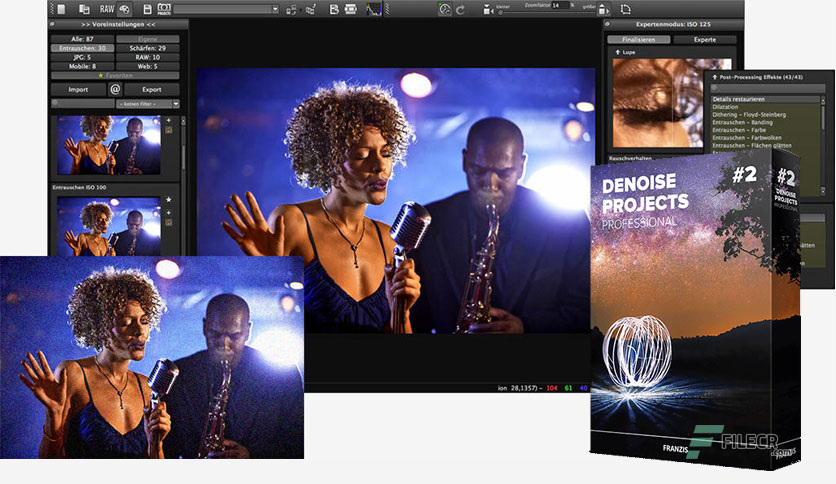 RAW
PROJECTS
Zoomfaktor
14
kleiner
größer
>> Voreinstellungen <<
Alle: 87
Eigene
Entrauschen: 30
Schärfen: 29
JPG: 5
RAW: 10
Mobile: 8
Web: 5
Favoriten
Import
@
Export
- keinen Filter -
Entrauschen ISO 100
Expertenmodus: ISO 125
Finalisieren
Experte
Lupe
Rauschverhalten
Post-Processing Effekte (43/43)
Details restaurieren
Dilatation
Dithering - Floyd-Steinberg
Entrauschen - Banding
Entrauschen - Farbe
Entrauschen - Farbwolken
Entrauschen - Flächen glätten
ion 28,1357) - 104 61 40
DENOISE
PROJECTS
PROFESSIONAL
#2
#2
DENOISE
PROJECTS
PROFESSIONAL
FRANZIS
FILECR
.com